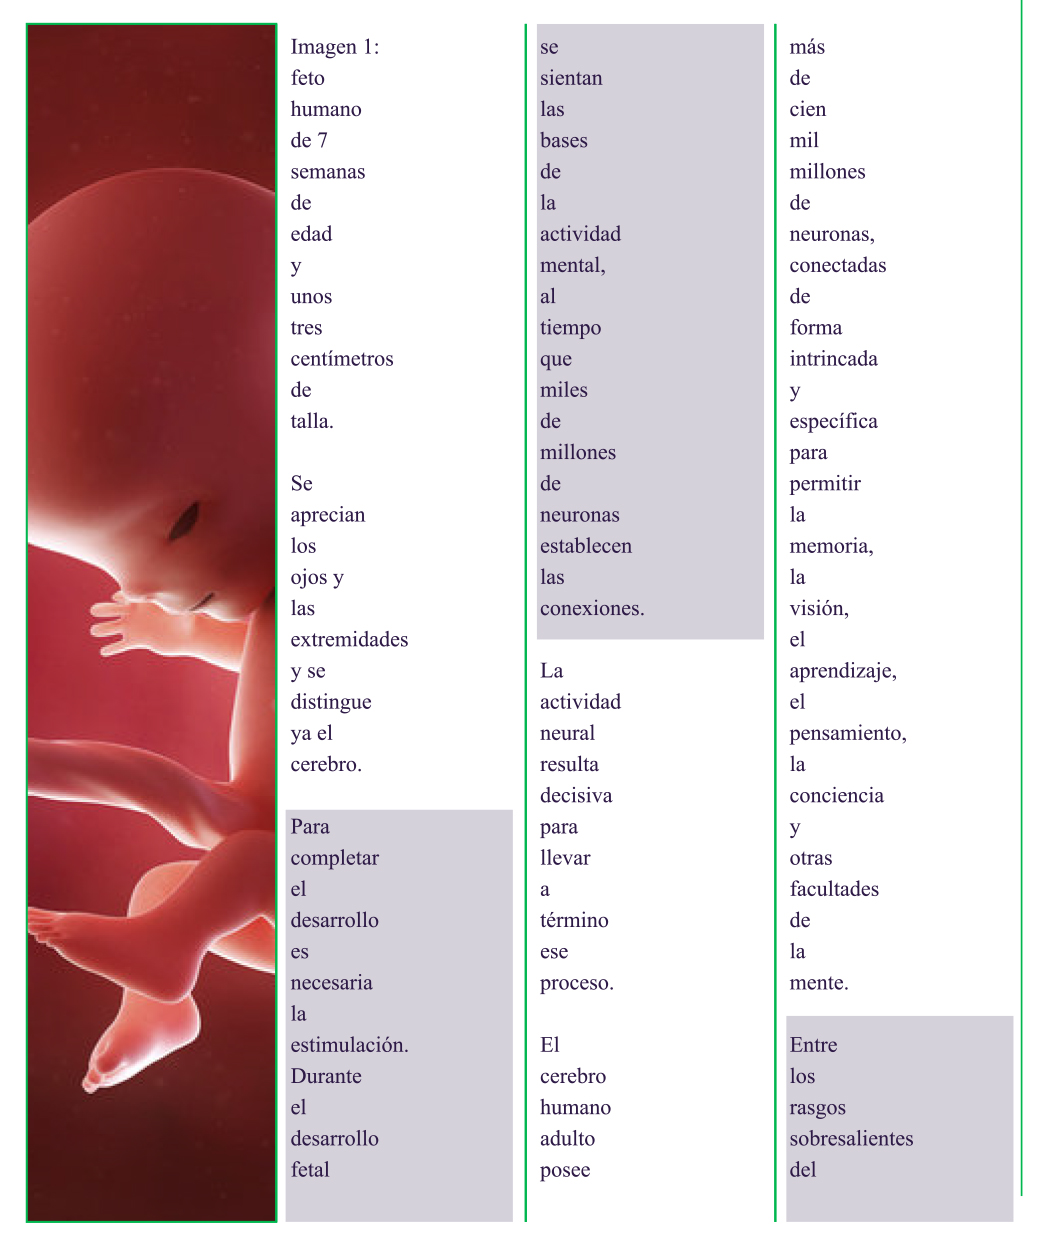 Imagen 1:
feto
humano
de 7
semanas
de
edad
y
unos
tres
centímetros
de
talla.
Se
aprecian
los
ojos y
las
extremidades
y se
distingue
ya el
cerebro.
Para
completar
el
desarrollo
es
necesaria
la
estimulación.
Durante
el
desarrollo
fetal
se
sientan
las
bases
de
la
actividad
mental,
al
tiempo
que
miles
de
millones
de
neuronas
establecen
las
conexiones.
La
actividad
neural
resulta
decisiva
para
llevar
a
término
ese
proceso.
El
cerebro
humano
adulto
posee
más
de
cien
mil
millones
de
neuronas,
conectadas
de
forma
intrincada
y
específica
para
permitir
la
memoria,
la
visión,
el
aprendizaje,
el
pensamiento,
la
conciencia
y
otras
facultades
de
la
mente.
Entre
los
rasgos
sobresalientes
del